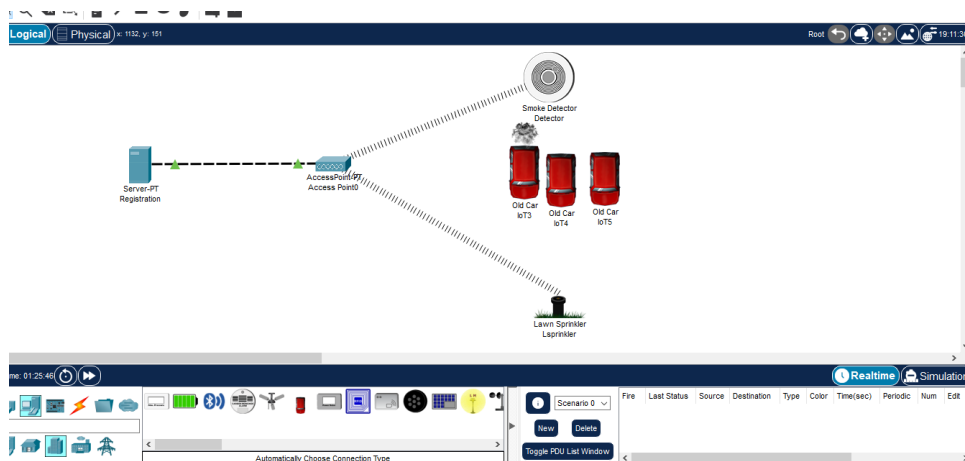 Logical
Physical
x: 1132, y: 151
Root
19:11:30
Smoke Detector
Detector
AccessPoint-PT
Access Point0
Server-PT
Registration
Old Car
IoT3
Old Car
IoT4
Old Car
IoT5
Lawn Sprinkler
Lsprinkler
me: 01:25:46
Realtime
Simulation
Scenario 0
New
Delete
Toggle PDU List Window
Fire Last Status Source Destination Type Color Time(sec) Periodic Num Edit
Automatically Choose Connection Type